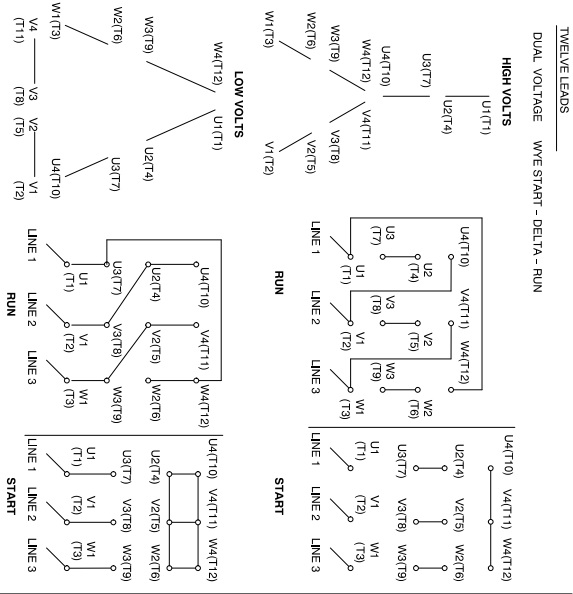 TWELVE LEADS
DUAL VOLTAGE WYE START – DELTA – RUN
HIGH VOLTS
U1(T1)
U2(T4)
U3(T7)
U4(T10)
W4(T12)
V4(T11)
W3(T9)
V3(T8)
W2(T6)
V2(T5)
W1(T3)
V1(T2)
U4(T10) V4(T11) W4(T12)
U3
(T7)
U2
(T4)
V3
(T8)
V2
(T5)
W3
(T9)
W2
(T6)
U1
(T1)
V1
(T2)
W1
(T3)
LINE 1 LINE 2 LINE 3
RUN
U4(T10) V4(T11) W4(T12)
U2(T4) V2(T5) W2(T6)
U3(T7) V3(T8) W3(T9)
U1
(T1)
V1
(T2)
W1
(T3)
LINE 1 LINE 2 LINE 3
START
LOW VOLTS
W4(T12)
U1(T1)
W3(T9)
U2(T4)
W2(T6)
U3(T7)
W1(T3)
U4(T10)
V4
(T11)
V3
(T8)
V2
(T5)
V1
(T2)
U4(T10) V4(T11) W4(T12)
U2(T4) V2(T5) W2(T6)
U3(T7) V3(T8) W3(T9)
U1
(T1)
V1
(T2)
W1
(T3)
LINE 1 LINE 2 LINE 3
RUN
U4(T10) V4(T11) W4(T12)
U2(T4) V2(T5) W2(T6)
U3(T7) V3(T8) W3(T9)
U1
(T1)
V1
(T2)
W1
(T3)
LINE 1 LINE 2 LINE 3
START